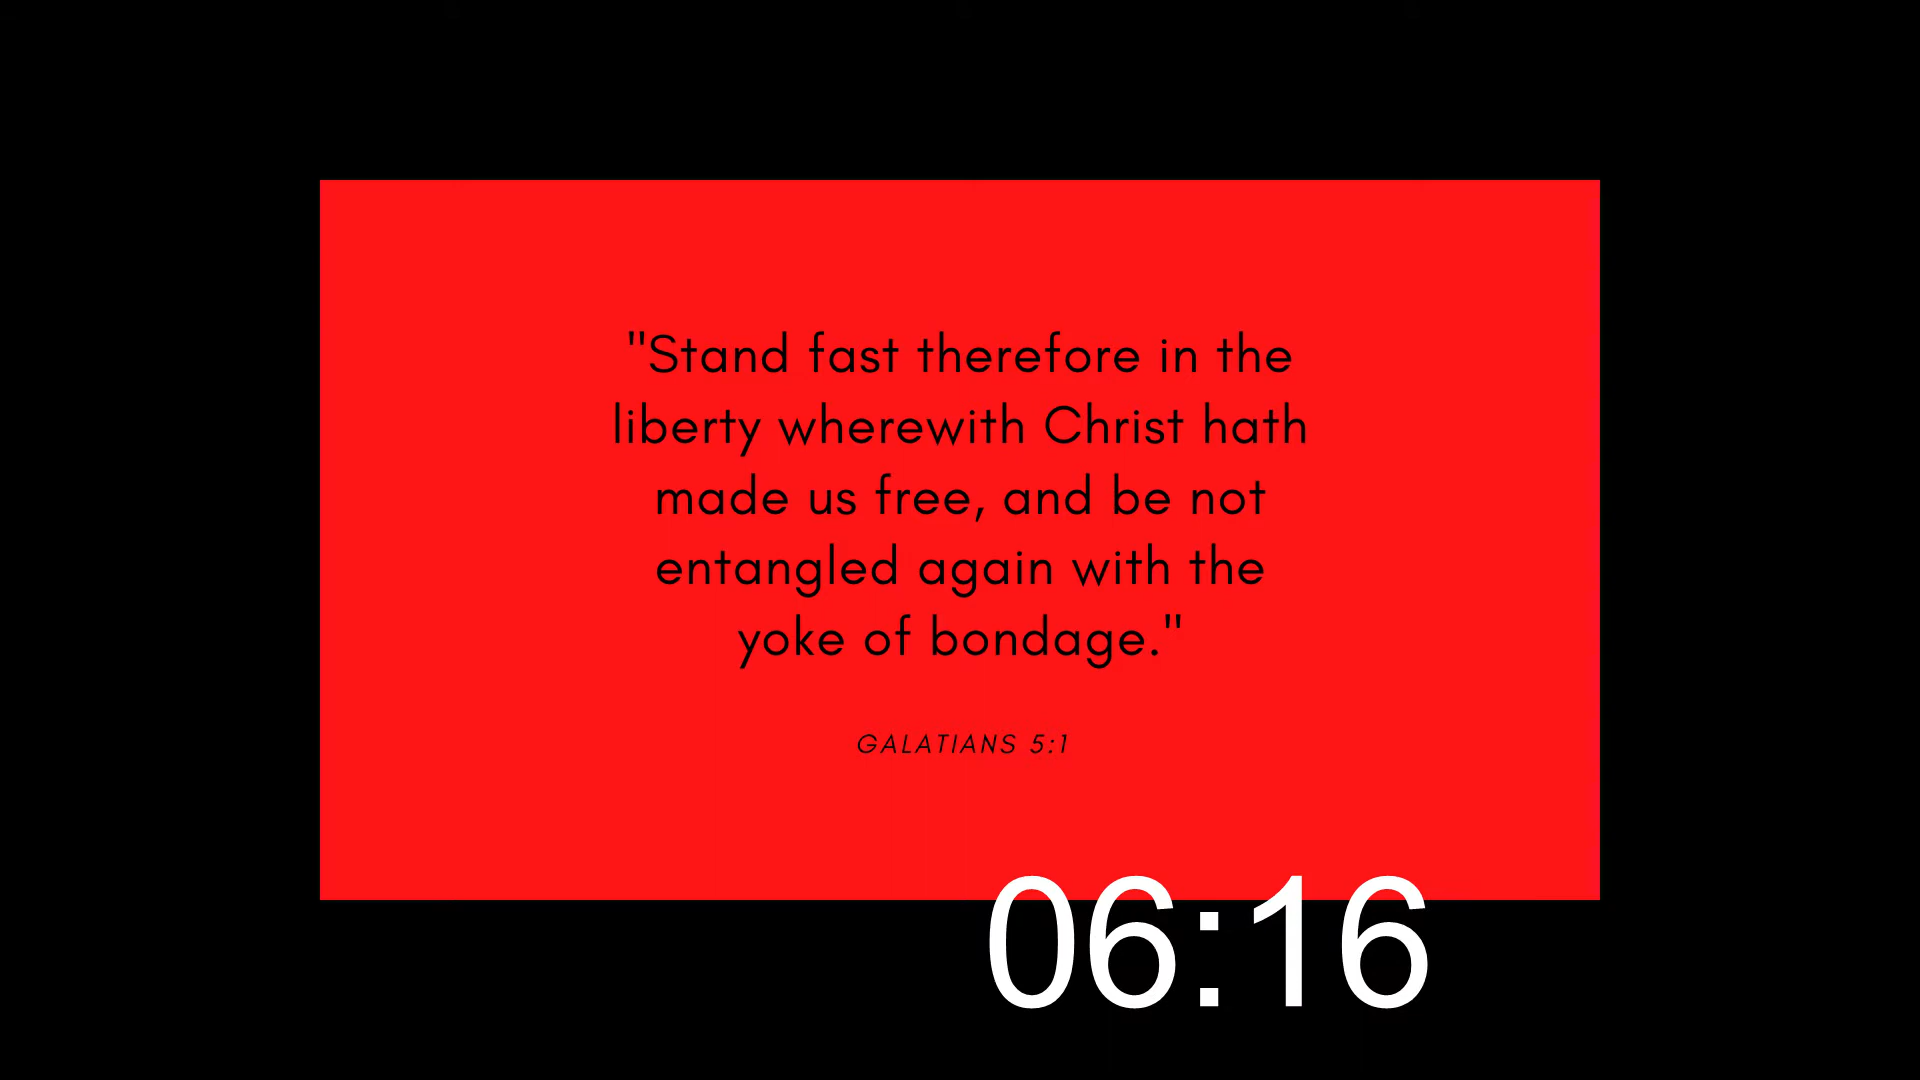 "Stand fast therefore in the
liberty wherewith Christ hath
made us free, and be not
entangled again with the
yoke of bondage."
GALATIANS 5:1
06:16